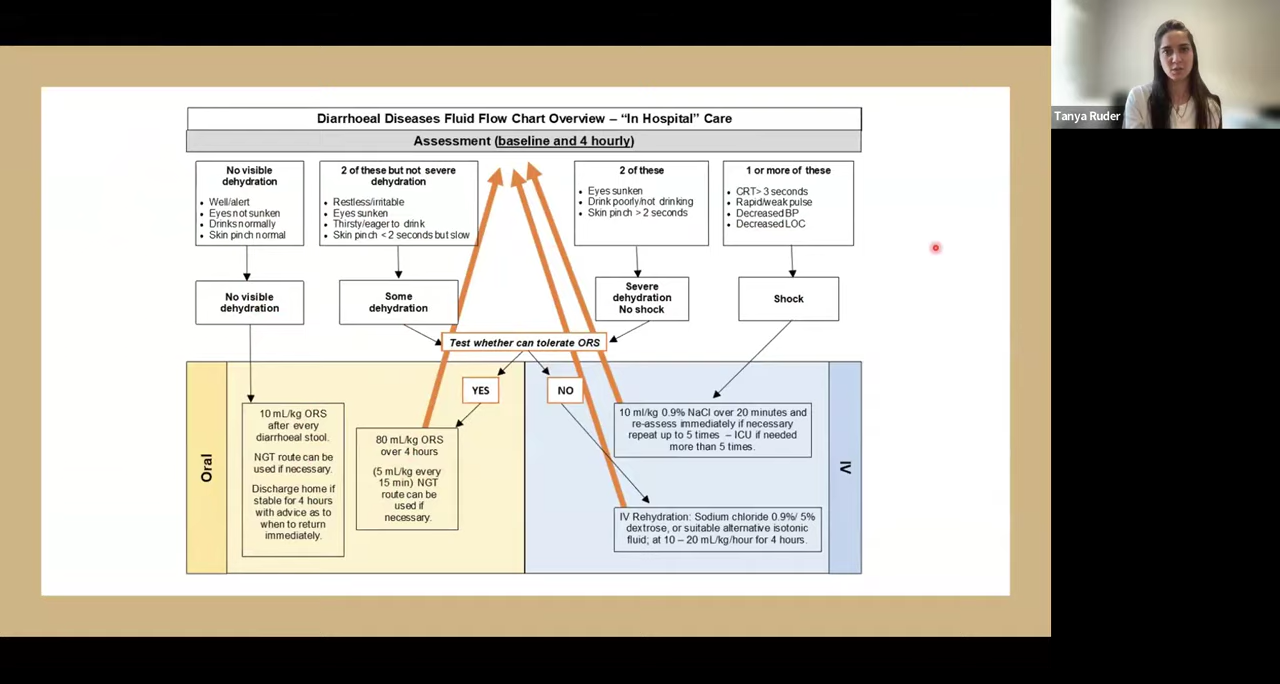 Tanya Ruder
Diarrhoeal Diseases Fluid Flow Chart Overview – “In Hospital” Care
Assessment (baseline and 4 hourly)
No visible
dehydration
• Well/alert
• Eyes not sunken
• Drinks normally
• Skin pinch normal
2 of these but not severe
dehydration
• Restless/irritable
• Eyes sunken
• Thirsty/eager to drink
• Skin pinch < 2 seconds but slow
2 of these
• Eyes sunken
• Drink poorly/not drinking
• Skin pinch > 2 seconds
1 or more of these
• CRT> 3 seconds
• Rapid/weak pulse
• Decreased BP
• Decreased LOC
No visible
dehydration
Some
dehydration
Severe
dehydration
No shock
Shock
Test whether can tolerate ORS
YES
NO
Oral
10 mL/kg ORS
after every
diarrhoeal stool.
NGT route can be
used if necessary.
Discharge home if
stable for 4 hours
with advice as to
when to return
immediately.
80 mL/kg ORS
over 4 hours
(5 mL/kg every
15 min) NGT
route can be
used if
necessary.
10 ml/kg 0.9% NaCl over 20 minutes and
re-assess immediately if necessary
repeat up to 5 times – ICU if needed
more than 5 times.
IV Rehydration: Sodium chloride 0.9%/ 5%
dextrose, or suitable alternative isotonic
fluid; at 10 – 20 mL/kg/hour for 4 hours.
IV